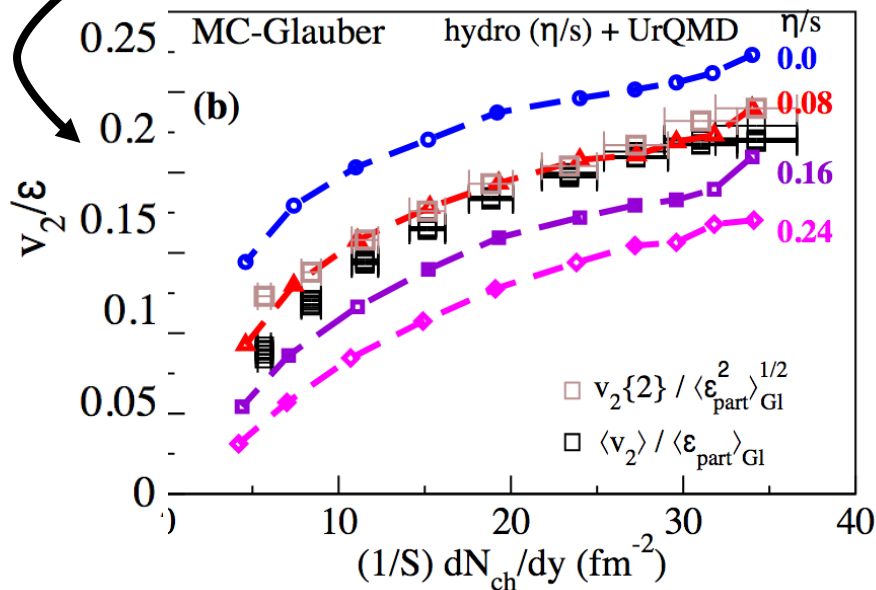 MC-Glauber hydro (η/s) + UrQMD η/s
(b)
0.0
0.08
0.16
0.24
v₂/ε
0.25
0.2
0.15
0.1
0.05
0
v₂{2} / ⟨ε²part⟩Gl^1/2
⟨v₂⟩ / ⟨εpart⟩Gl
0 10 20 30 40
(1/S) dNch/dy (fm⁻²)